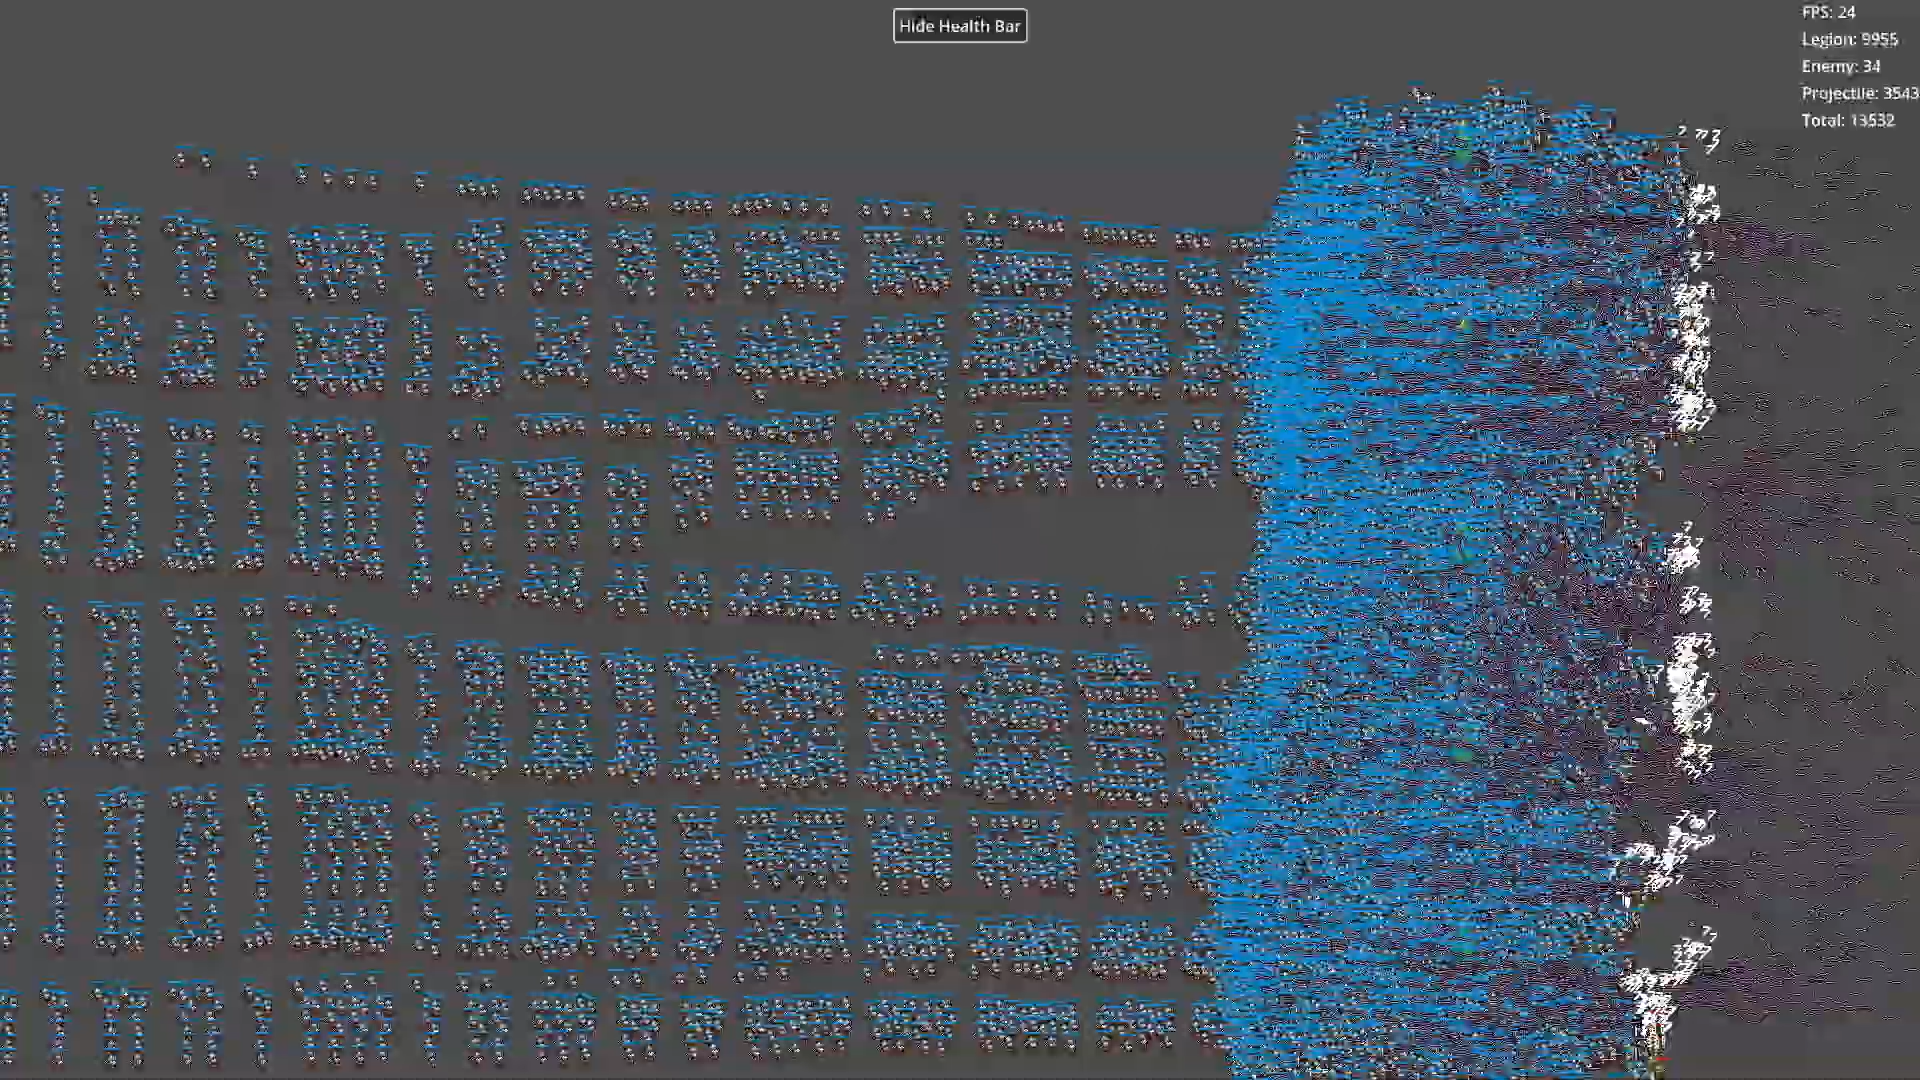 Hide Health Bar
FPS: 24
Legion: 9955
Enemy: 34
Projectile: 3543
Total: 13532